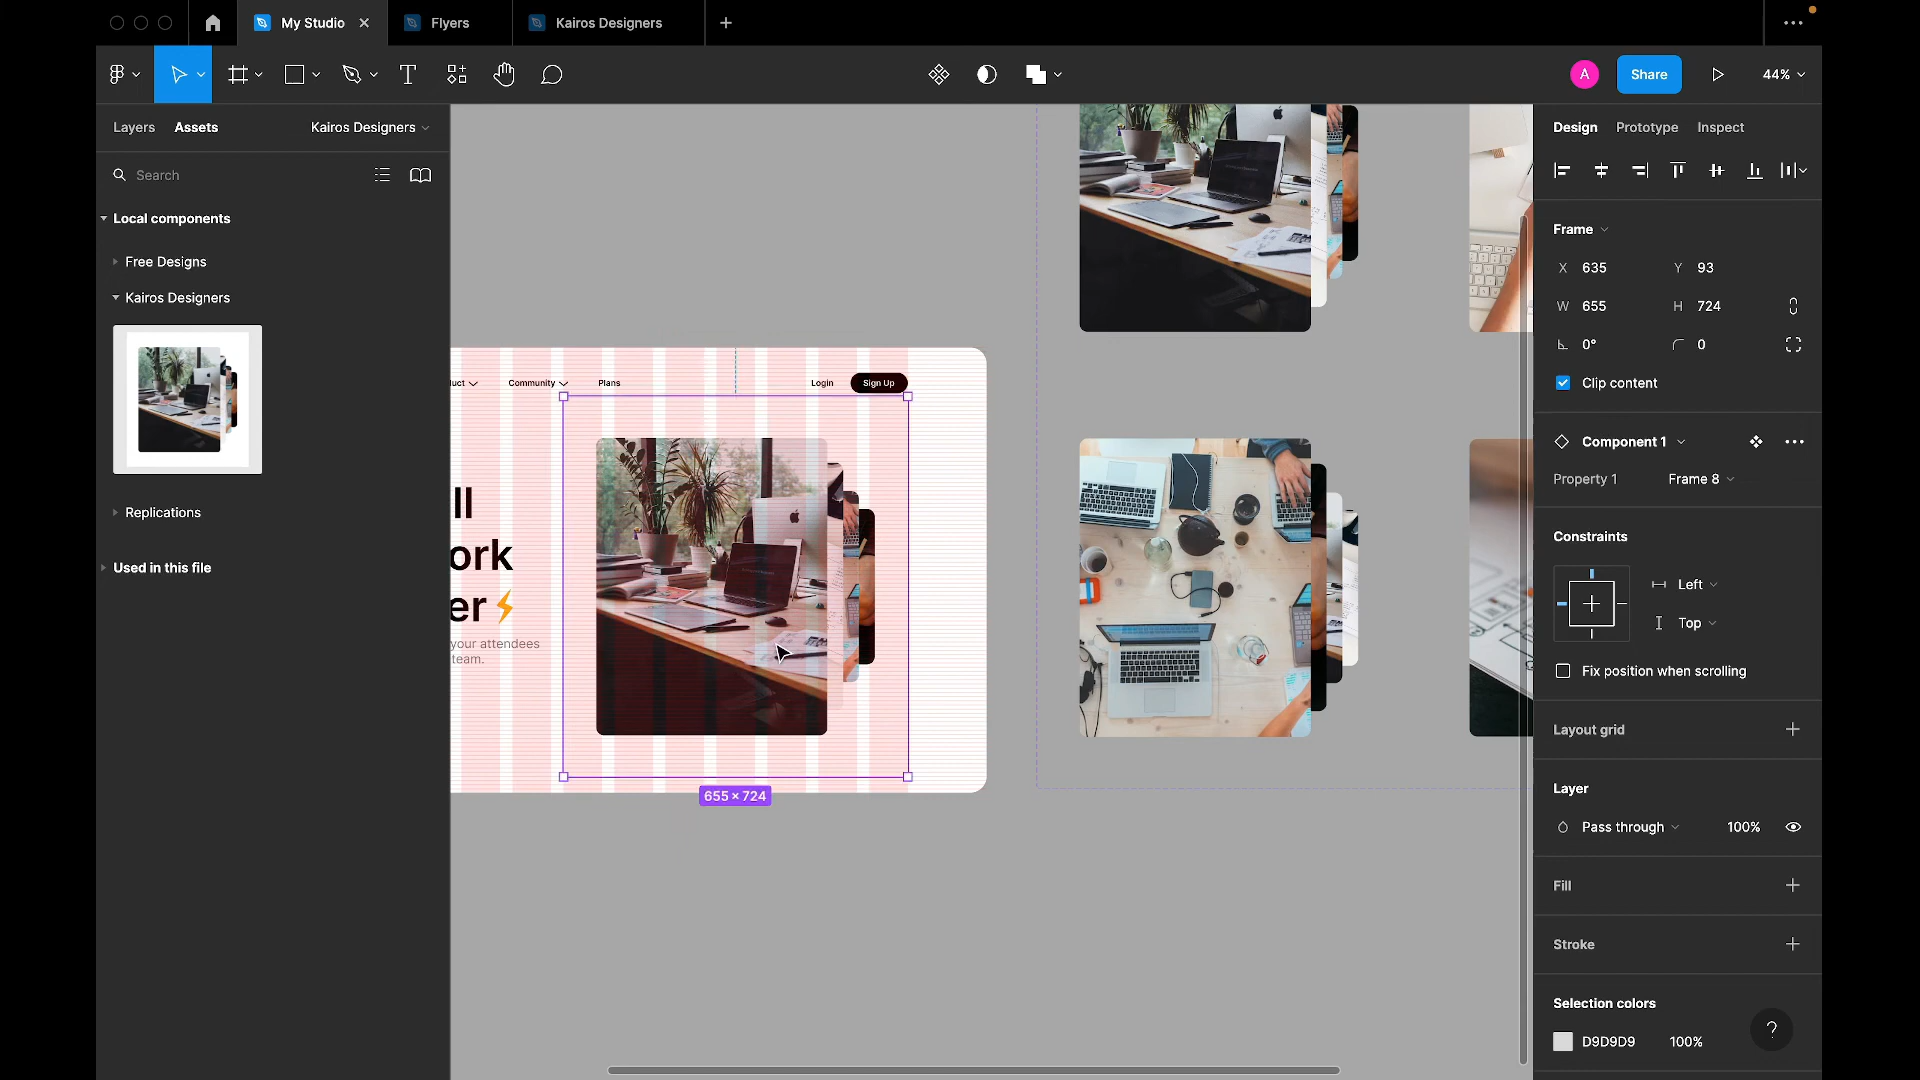 My Studio
Flyers
Kairos Designers
A
Share
44%
Layers
Assets
Kairos Designers
Search
Local components
Free Designs
Kairos Designers
Replications
Used in this file
uct
Community
Plans
Login
Sign Up
ll
ork
er⚡
your attendees
team.
655 × 724
Design
Prototype
Inspect
Frame
X 635
Y 93
W 655
H 724
0°
0
Clip content
Component 1
Property 1
Frame 8
Constraints
Left
Top
Fix position when scrolling
Layout grid
Layer
Pass through
100%
Fill
Stroke
Selection colors
D9D9D9
100%
?